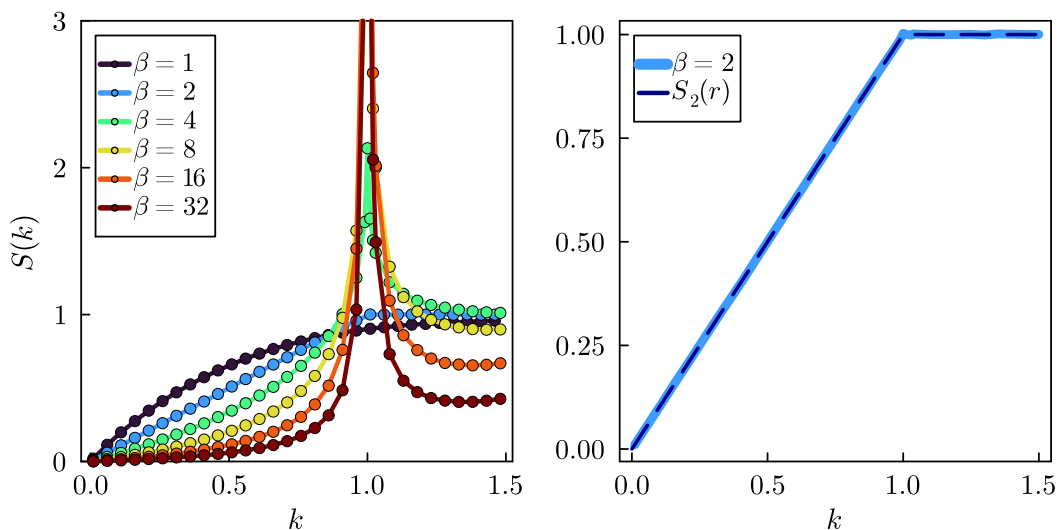 3
2
1
0
S(k)
β = 1
β = 2
β = 4
β = 8
β = 16
β = 32
0.0 0.5 1.0 1.5
k
1.00
0.75
0.50
0.25
0.00
β = 2
S₂(r)
0.0 0.5 1.0 1.5
k